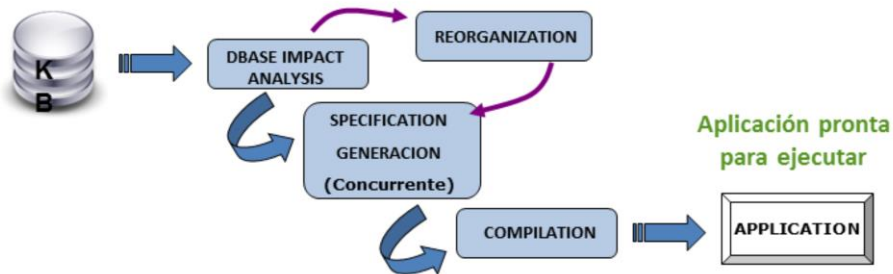 K
B
DBASE IMPACT
ANALYSIS
REORGANIZATION
SPECIFICATION
GENERACION
(Concurrente)
COMPILATION
Aplicación pronta
para ejecutar
APPLICATION